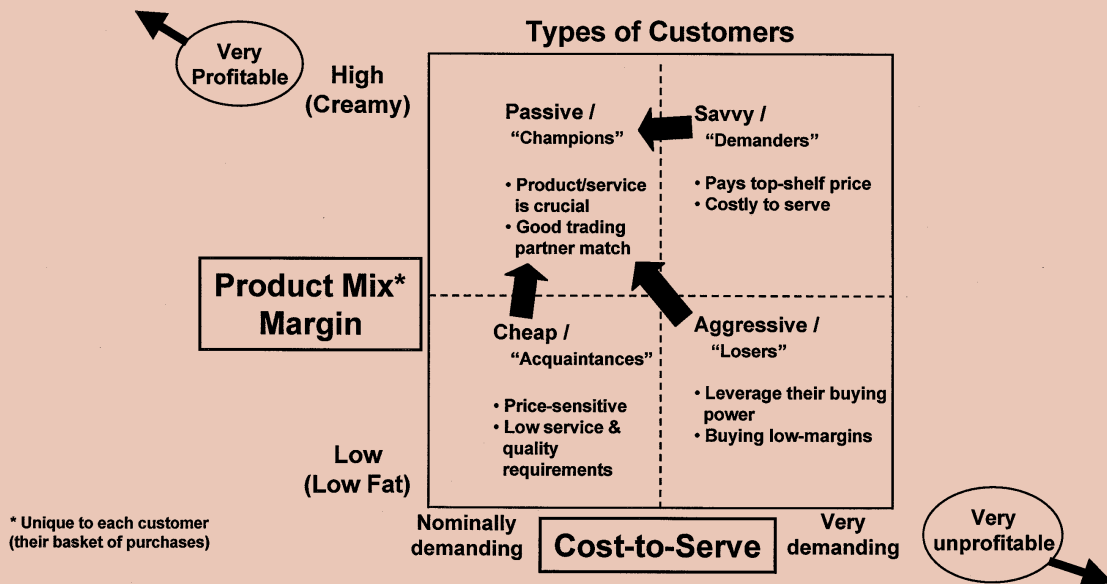 Types of Customers
Very
Profitable
High
(Creamy)
Passive /
“Champions”
• Product/service
is crucial
• Good trading
partner match
Savvy /
“Demanders”
• Pays top-shelf price
• Costly to serve
Product Mix*
Margin
Cheap /
“Acquaintances”
• Price-sensitive
• Low service &
quality
requirements
Aggressive /
“Losers”
• Leverage their buying
power
• Buying low-margins
Low
(Low Fat)
* Unique to each customer
(their basket of purchases)
Nominally
demanding
Cost-to-Serve
Very
demanding
Very
unprofitable